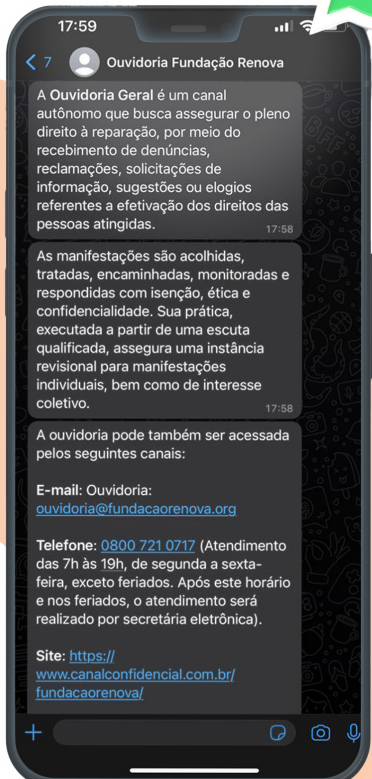 17:59
7 Ouvidoria Fundação Renova
A Ouvidoria Geral é um canal
autônomo que busca assegurar o pleno
direito à reparação, por meio do
recebimento de denúncias,
reclamações, solicitações de
informação, sugestões ou elogios
referentes a efetivação dos direitos das
pessoas atingidas.
17:58
As manifestações são acolhidas,
tratadas, encaminhadas, monitoradas e
respondidas com isenção, ética e
confidencialidade. Sua prática,
executada a partir de uma escuta
qualificada, assegura uma instância
revisional para manifestações
individuais, bem como de interesse
coletivo.
17:58
A ouvidoria pode também ser acessada
pelos seguintes canais:
E-mail: Ouvidoria:
ouvidoria@fundacaorenova.org
Telefone: 0800 721 0717 (Atendimento
das 7h às 19h, de segunda a sexta-
feira, exceto feriados. Após este horário
e nos feriados, o atendimento será
realizado por secretária eletrônica).
Site: https://
www.canalconfidencial.com.br/
fundacaorenova/